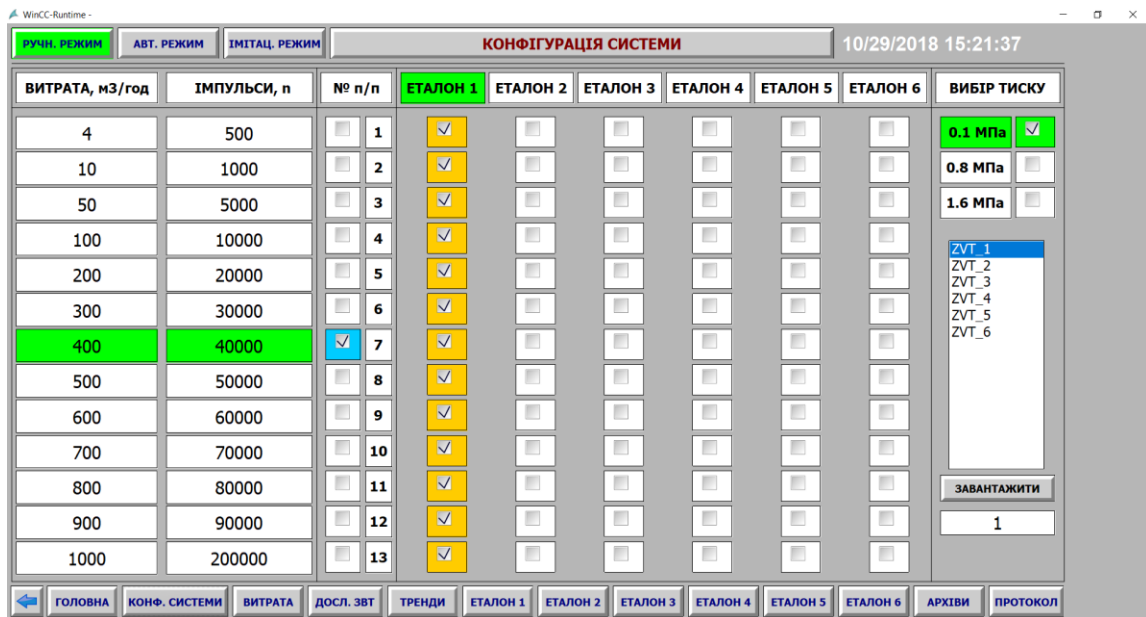 WinCC-Runtime -
РУЧН. РЕЖИМ АВТ. РЕЖИМ ІМІТАЦ. РЕЖИМ КОНФІГУРАЦІЯ СИСТЕМИ 10/29/2018 15:21:37
ВИТРАТА, м3/год ІМПУЛЬСИ, n № п/п ЕТАЛОН 1 ЕТАЛОН 2 ЕТАЛОН 3 ЕТАЛОН 4 ЕТАЛОН 5 ЕТАЛОН 6 ВИБІР ТИСКУ
4 500 1 0.1 МПа
10 1000 2 0.8 МПа
50 5000 3 1.6 МПа
100 10000 4
ZVT_1
200 20000 5
ZVT_2
ZVT_3
300 30000 6
ZVT_4
ZVT_5
ZVT_6
400 40000 7
500 50000 8
600 60000 9
700 70000 10
800 80000 11 ЗАВАНТАЖИТИ
900 90000 12 1
1000 200000 13
ГОЛОВНА КОНФ. СИСТЕМИ ВИТРАТА ДОСЛ. ЗВТ ТРЕНДИ ЕТАЛОН 1 ЕТАЛОН 2 ЕТАЛОН 3 ЕТАЛОН 4 ЕТАЛОН 5 ЕТАЛОН 6 АРХІВИ ПРОТОКОЛ